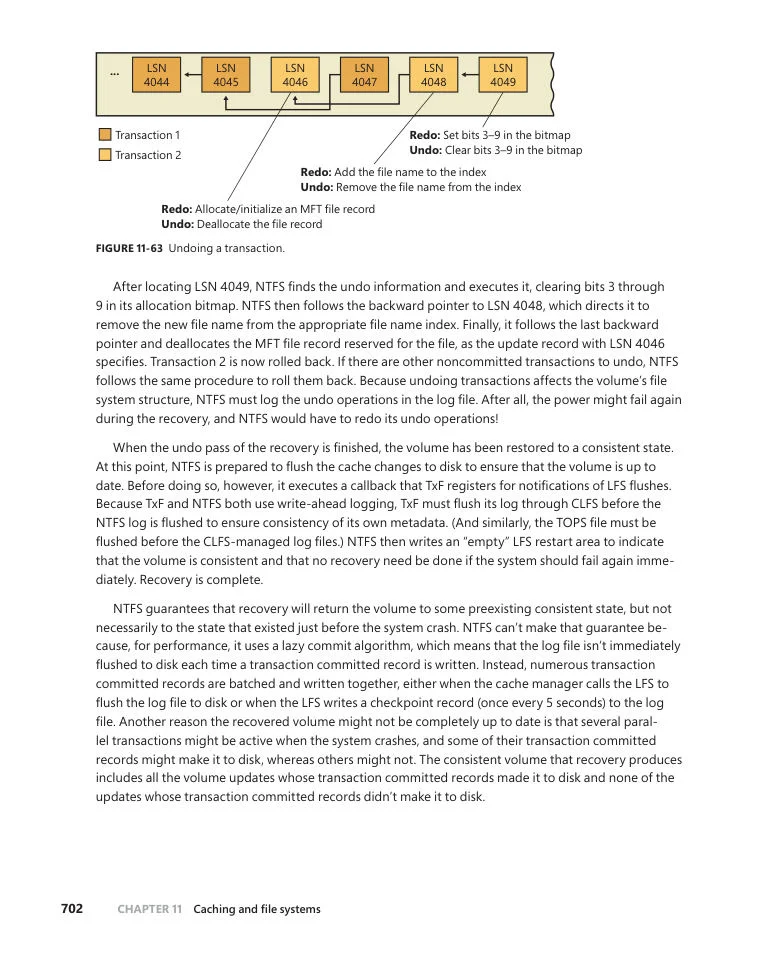 ...
LSN
4044
LSN
4045
LSN
4046
LSN
4047
LSN
4048
LSN
4049
Transaction 1
Transaction 2
Redo: Set bits 3–9 in the bitmap
Undo: Clear bits 3–9 in the bitmap
Redo: Add the file name to the index
Undo: Remove the file name from the index
Redo: Allocate/initialize an MFT file record
Undo: Deallocate the file record
FIGURE 11-63 Undoing a transaction.
After locating LSN 4049, NTFS finds the undo information and executes it, clearing bits 3 through
9 in its allocation bitmap. NTFS then follows the backward pointer to LSN 4048, which directs it to
remove the new file name from the appropriate file name index. Finally, it follows the last backward
pointer and deallocates the MFT file record reserved for the file, as the update record with LSN 4046
specifies. Transaction 2 is now rolled back. If there are other noncommitted transactions to undo, NTFS
follows the same procedure to roll them back. Because undoing transactions affects the volume’s file
system structure, NTFS must log the undo operations in the log file. After all, the power might fail again
during the recovery, and NTFS would have to redo its undo operations!
When the undo pass of the recovery is finished, the volume has been restored to a consistent state.
At this point, NTFS is prepared to flush the cache changes to disk to ensure that the volume is up to
date. Before doing so, however, it executes a callback that TxF registers for notifications of LFS flushes.
Because TxF and NTFS both use write-ahead logging, TxF must flush its log through CLFS before the
NTFS log is flushed to ensure consistency of its own metadata. (And similarly, the TOPS file must be
flushed before the CLFS-managed log files.) NTFS then writes an “empty” LFS restart area to indicate
that the volume is consistent and that no recovery need be done if the system should fail again imme-
diately. Recovery is complete.
NTFS guarantees that recovery will return the volume to some preexisting consistent state, but not
necessarily to the state that existed just before the system crash. NTFS can’t make that guarantee be-
cause, for performance, it uses a lazy commit algorithm, which means that the log file isn’t immediately
flushed to disk each time a transaction committed record is written. Instead, numerous transaction
committed records are batched and written together, either when the cache manager calls the LFS to
flush the log file to disk or when the LFS writes a checkpoint record (once every 5 seconds) to the log
file. Another reason the recovered volume might not be completely up to date is that several paral-
lel transactions might be active when the system crashes, and some of their transaction committed
records might make it to disk, whereas others might not. The consistent volume that recovery produces
includes all the volume updates whose transaction committed records made it to disk and none of the
updates whose transaction committed records didn’t make it to disk.
702 CHAPTER 11 Caching and file systems